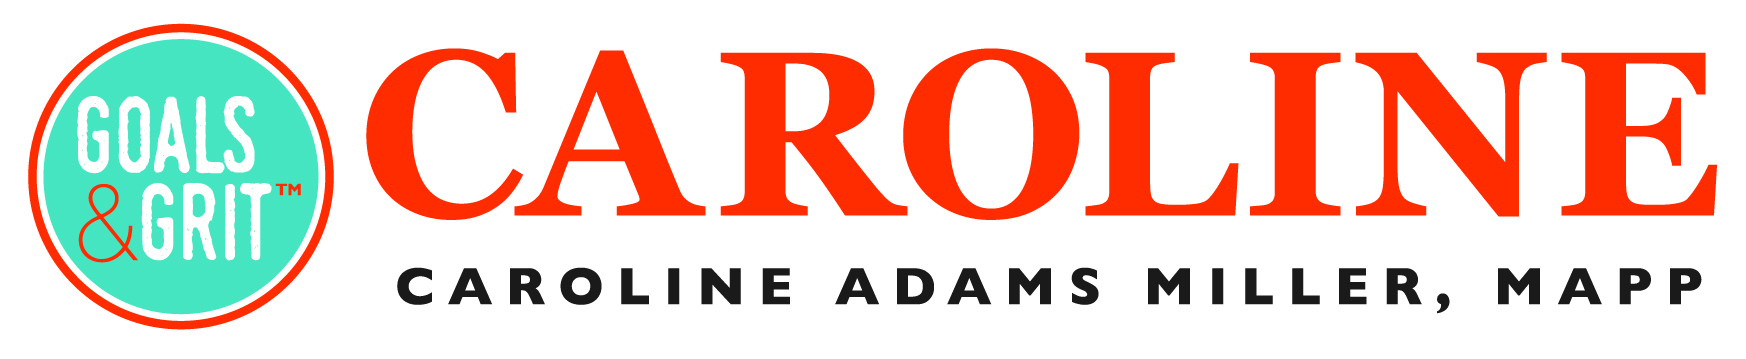 GOALS
& GRIT™
CAROLINE
CAROLINE ADAMS MILLER, MAPP